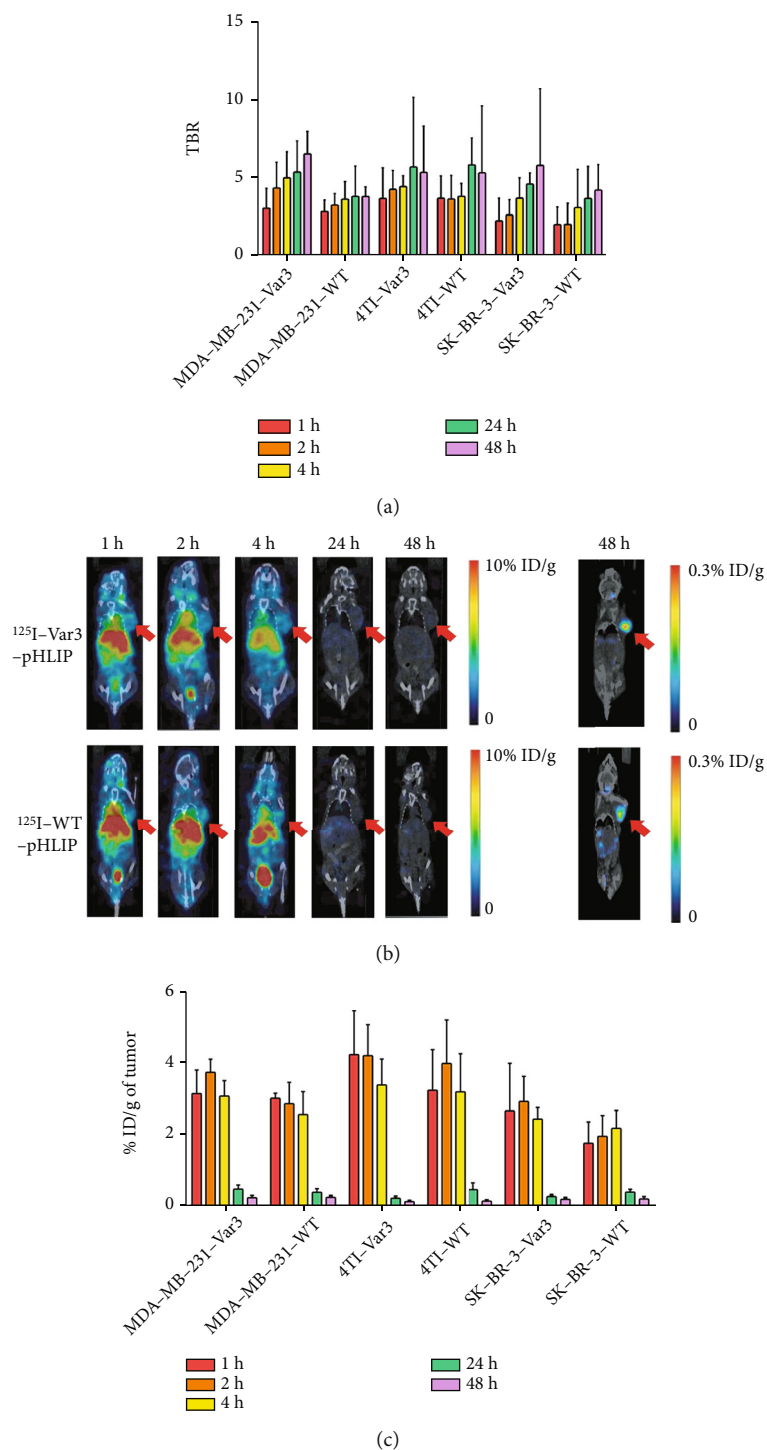 15
10
5
0
TBR
MDA–MB–231–Var3
MDA–MB–231–WT
4TI–Var3
4TI–WT
SK–BR–3–Var3
SK–BR–3–WT
1 h
2 h
4 h
24 h
48 h
(a)
1 h 2 h 4 h 24 h 48 h 48 h
¹²⁵I–Var3
–pHLIP
10% ID/g
0
0.3% ID/g
0
¹²⁵I–WT
–pHLIP
10% ID/g
0
0.3% ID/g
0
(b)
6
4
2
0
% ID/g of tumor
MDA–MB–231–Var3
MDA–MB–231–WT
4TI–Var3
4TI–WT
SK–BR–3–Var3
SK–BR–3–WT
1 h
2 h
4 h
24 h
48 h
(c)